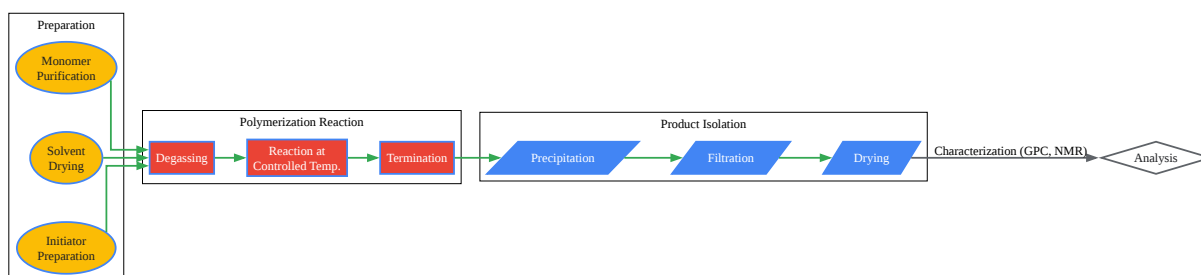 Preparation
Monomer
Purification
Solvent
Drying
Initiator
Preparation
Polymerization Reaction
Degassing
Reaction at
Controlled Temp.
Termination
Product Isolation
Precipitation
Filtration
Drying
Characterization (GPC, NMR)
Analysis